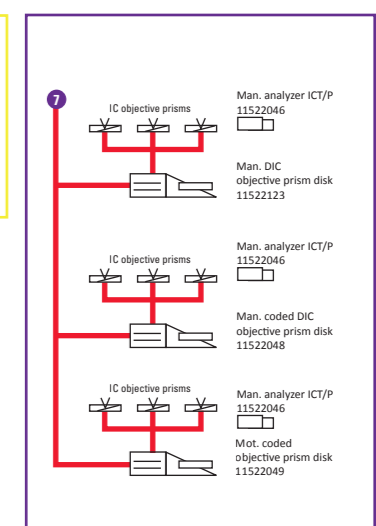 7
IC objective prisms
Man. analyzer ICT/P
11522046
Man. DIC
objective prism disk
11522123
IC objective prisms
Man. analyzer ICT/P
11522046
Man. coded DIC
objective prism disk
11522048
IC objective prisms
Man. analyzer ICT/P
11522046
Mot. coded
objective prism disk
11522049